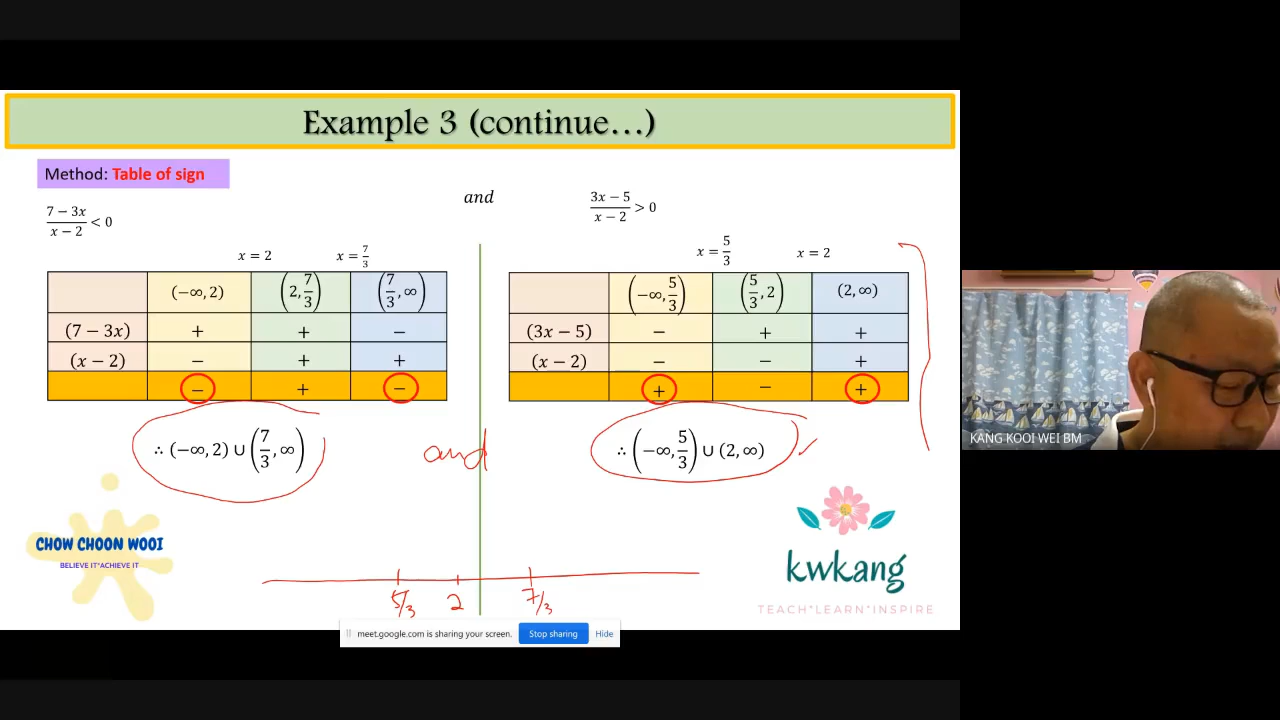 Example 3 (continue...)
Method: Table of sign
and
7 − 3x / x − 2 < 0
3x − 5 / x − 2 > 0
x = 2 x = 7/3
x = 5/3 x = 2
(−∞, 2) (2, 7/3) (7/3, ∞)
(7 − 3x) + + −
(x − 2) − + +
− + −
(−∞, 5/3) (5/3, 2) (2, ∞)
(3x − 5) − + +
(x − 2) − − +
+ − +
∴ (−∞, 2) ∪ (7/3, ∞)
and
∴ (−∞, 5/3) ∪ (2, ∞)
5/3 2 7/3
CHOW CHOON WOOI
BELIEVE IT*ACHIEVE IT
kwkang
TEACH*LEARN*INSPIRE
meet.google.com is sharing your screen. Stop sharing Hide
KANG KOOI WEI BM